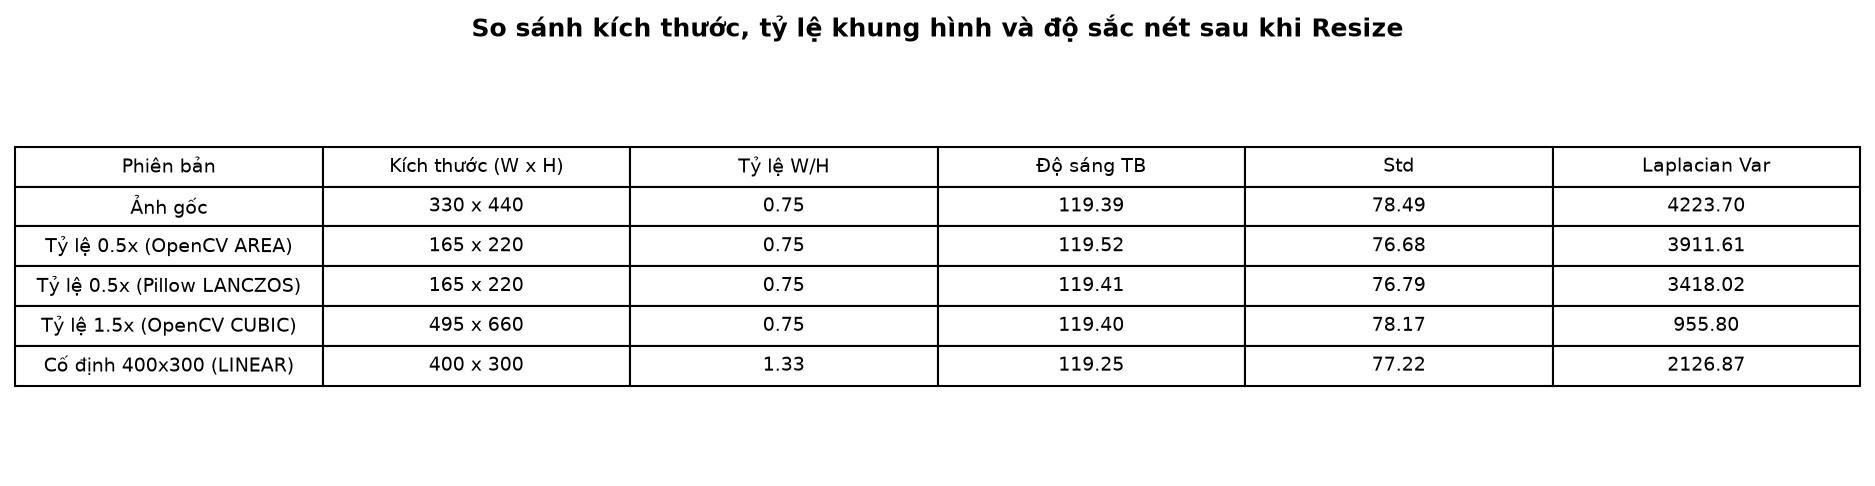 So sánh kích thước, tỷ lệ khung hình và độ sắc nét sau khi Resize
Phiên bản Kích thước (W x H) Tỷ lệ W/H Độ sáng TB Std Laplacian Var
Ảnh gốc 330 x 440 0.75 119.39 78.49 4223.70
Tỷ lệ 0.5x (OpenCV AREA) 165 x 220 0.75 119.52 76.68 3911.61
Tỷ lệ 0.5x (Pillow LANCZOS) 165 x 220 0.75 119.41 76.79 3418.02
Tỷ lệ 1.5x (OpenCV CUBIC) 495 x 660 0.75 119.40 78.17 955.80
Cố định 400x300 (LINEAR) 400 x 300 1.33 119.25 77.22 2126.87